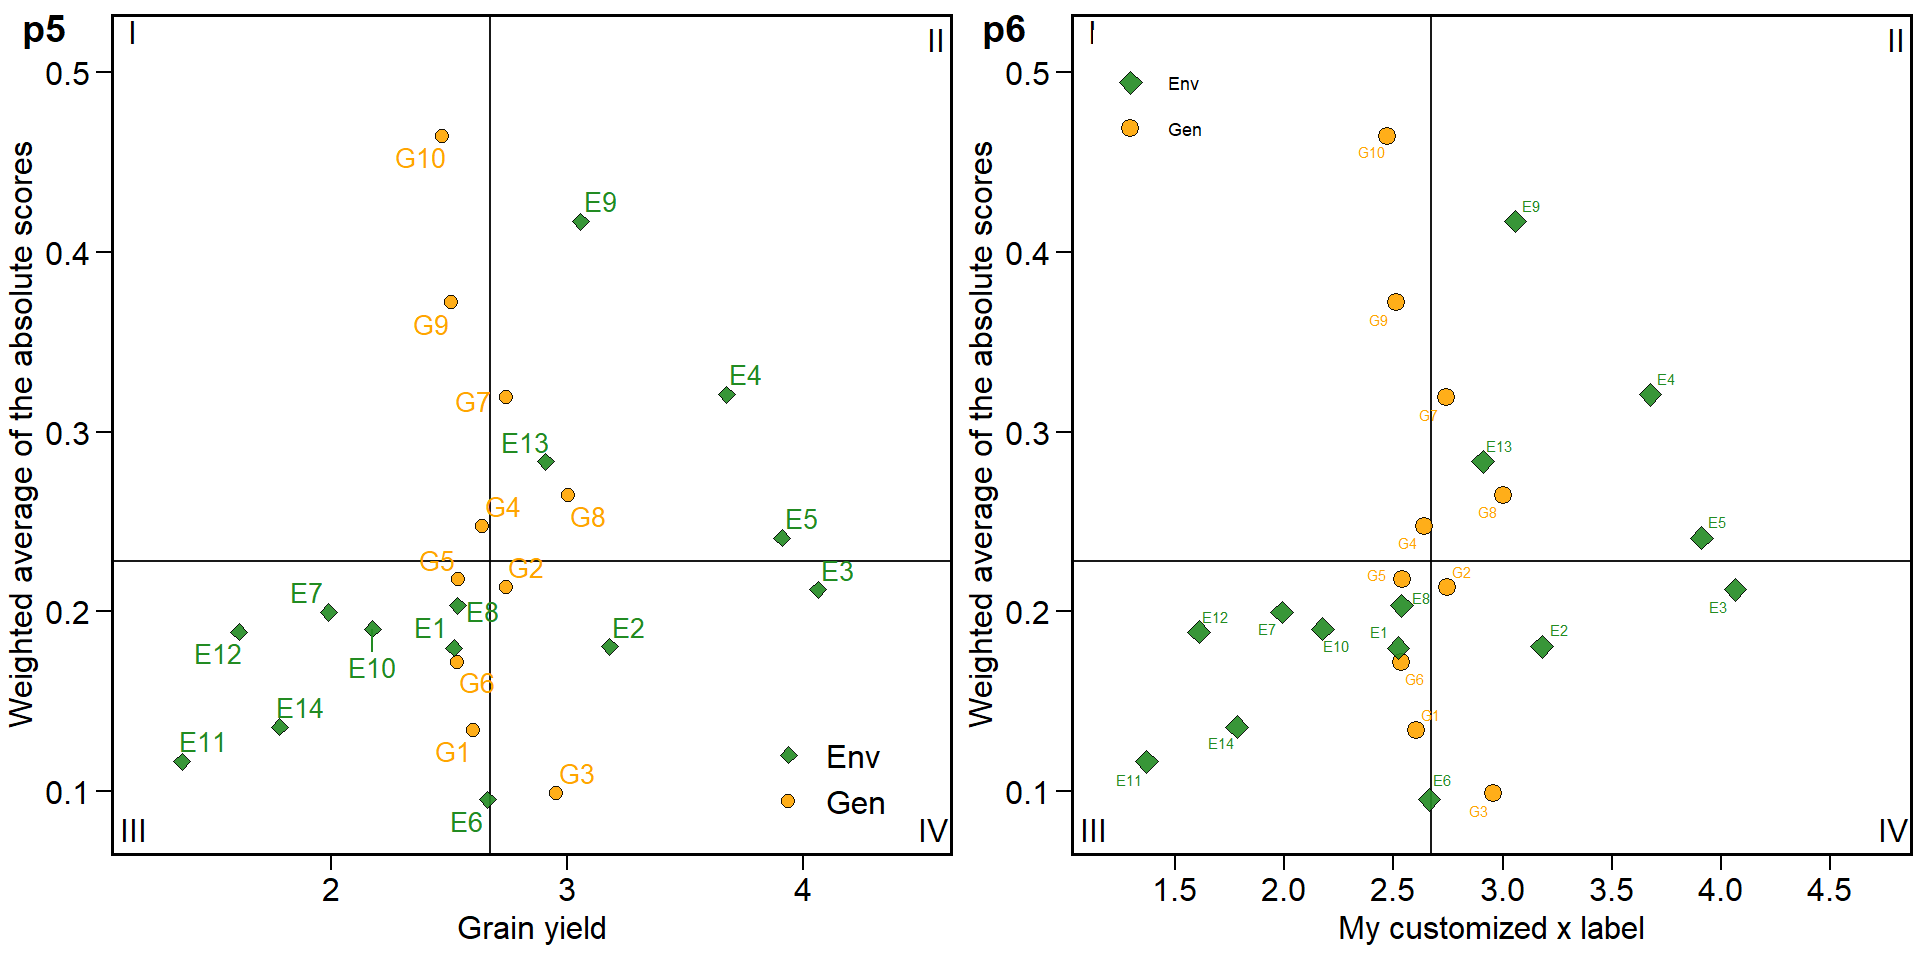 p5
I
II
0.5
0.4
0.3
0.2
0.1
Weighted average of the absolute scores
G10
E9
G9
E4
G7
E13
G4
G8
E5
G5
G2
E3
E7
E8
E1
E2
E12
E10
G6
E14
E11
G1
G3
E6
Env
Gen
III
IV
2
3
4
Grain yield
p6
I
II
Env
Gen
0.5
0.4
0.3
0.2
0.1
Weighted average of the absolute scores
G10
E9
G9
E4
G7
E13
G8
E5
G4
G5
G2
E8
E3
E12
E7
E1
E2
E10
G6
G1
E14
E11
E6
G3
III
IV
1.5
2.0
2.5
3.0
3.5
4.0
4.5
My customized x label